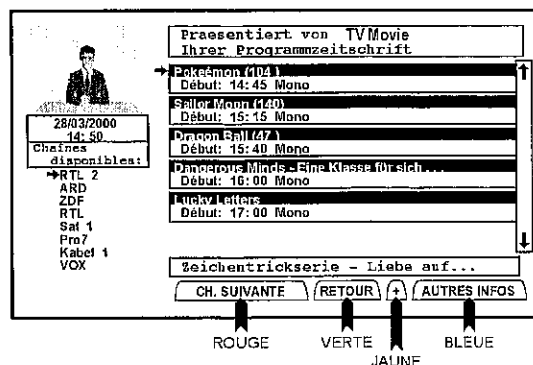 Praesentiert von TV Movie
Ihrer Programmzeitschrift
28/03/2000
14: 50
Chaînes
disponibles:
RTL 2
ARD
ZDF
RTL
Sat 1
Pro7
Kabel 1
VOX
Pokeémon (104 )
Début: 14: 45 Mono
Sailor Moon (140)
Début: 15: 15 Mono
Dragon Ball (47 )
Début: 15: 40 Mono
Dangerous Minds - Eine Klasse für sich . . .
Début: 16: 00 Mono
Lucky Letters
Début: 17: 00 Mono
Zeichentrickserie - Liebe auf...
CH. SUIVANTE RETOUR + AUTRES INFOS
ROUGE VERTE JAUNE BLEUE